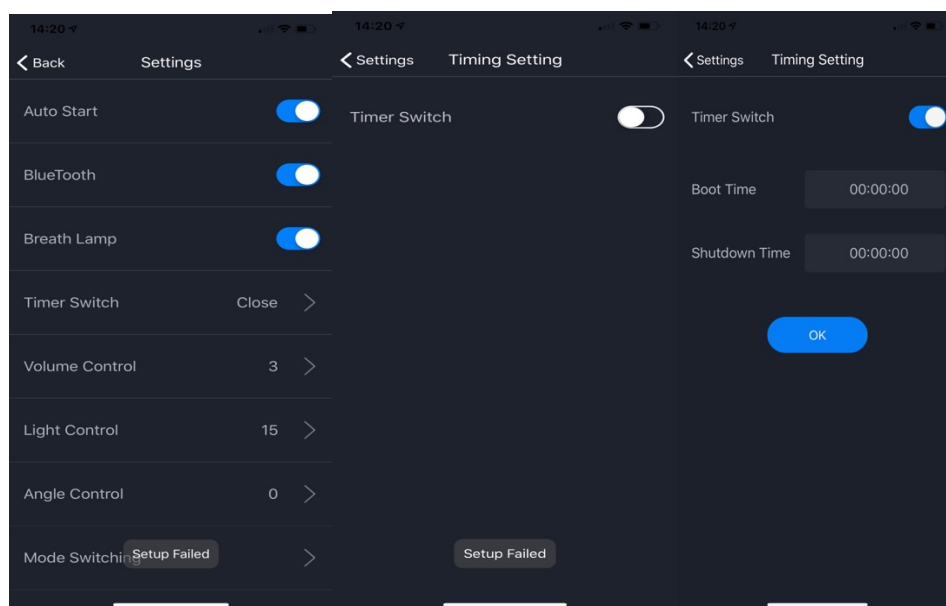 14:20
Back Settings
Auto Start
BlueTooth
Breath Lamp
Timer Switch Close
Volume Control 3
Light Control 15
Angle Control 0
Mode Switching
Setup Failed
14:20
Settings Timing Setting
Timer Switch
Setup Failed
14:20
Settings Timing Setting
Timer Switch
Boot Time 00:00:00
Shutdown Time 00:00:00
OK